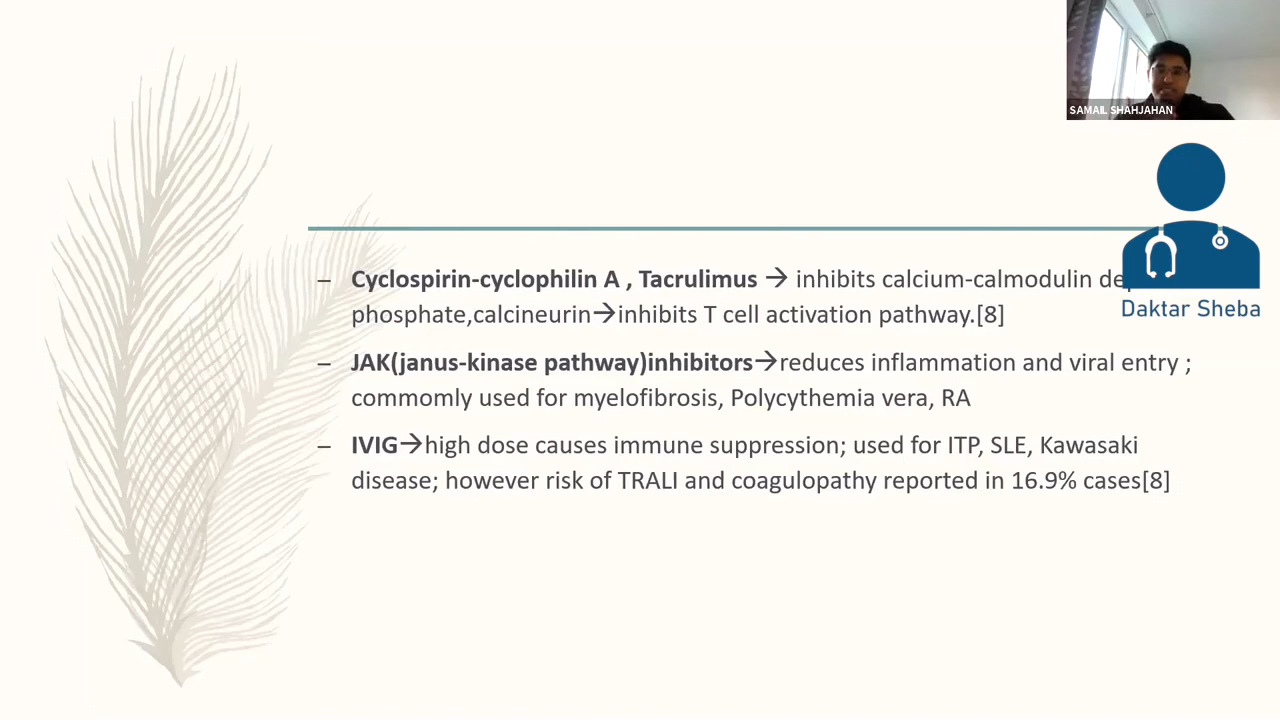 SAMAIL SHAHJAHAN
Daktar Sheba
– Cyclospirin-cyclophilin A , Tacrulimus → inhibits calcium-calmodulin
phosphate,calcineurin→inhibits T cell activation pathway.[8]
– JAK(janus-kinase pathway)inhibitors→reduces inflammation and viral entry ;
commomly used for myelofibrosis, Polycythemia vera, RA
– IVIG→high dose causes immune suppression; used for ITP, SLE, Kawasaki
disease; however risk of TRALI and coagulopathy reported in 16.9% cases[8]